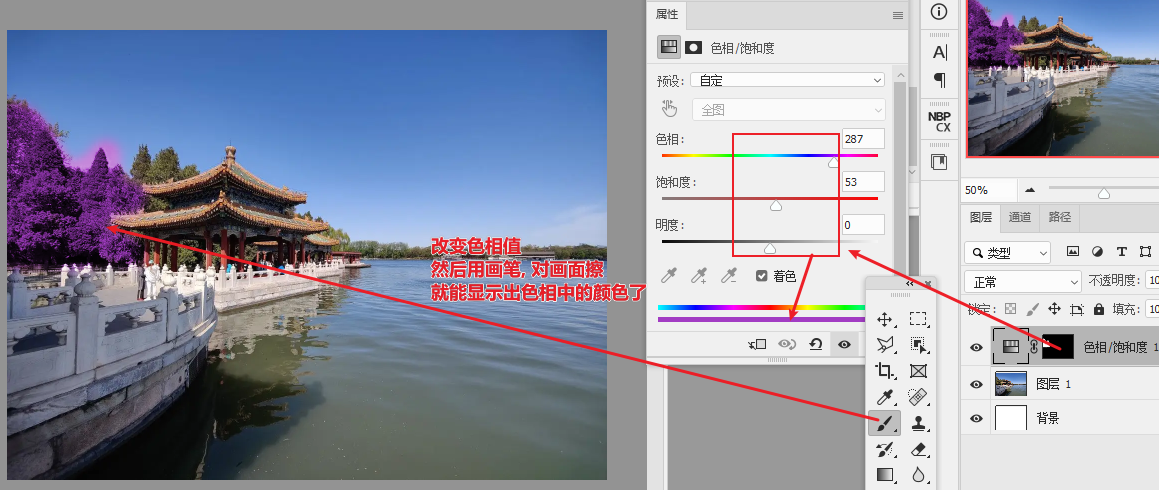 属性
色相/饱和度
预设:
自定
全图
色相:
287
饱和度:
53
明度:
0
着色
改变色相值
然后用画笔, 对画面擦
就能显示出色相中的颜色了
A
NBP
CX
50%
图层
通道
路径
类型
T
正常
不透明度:
10
锁定:
填充:
10
色相/饱和度 1
图层 1
背景